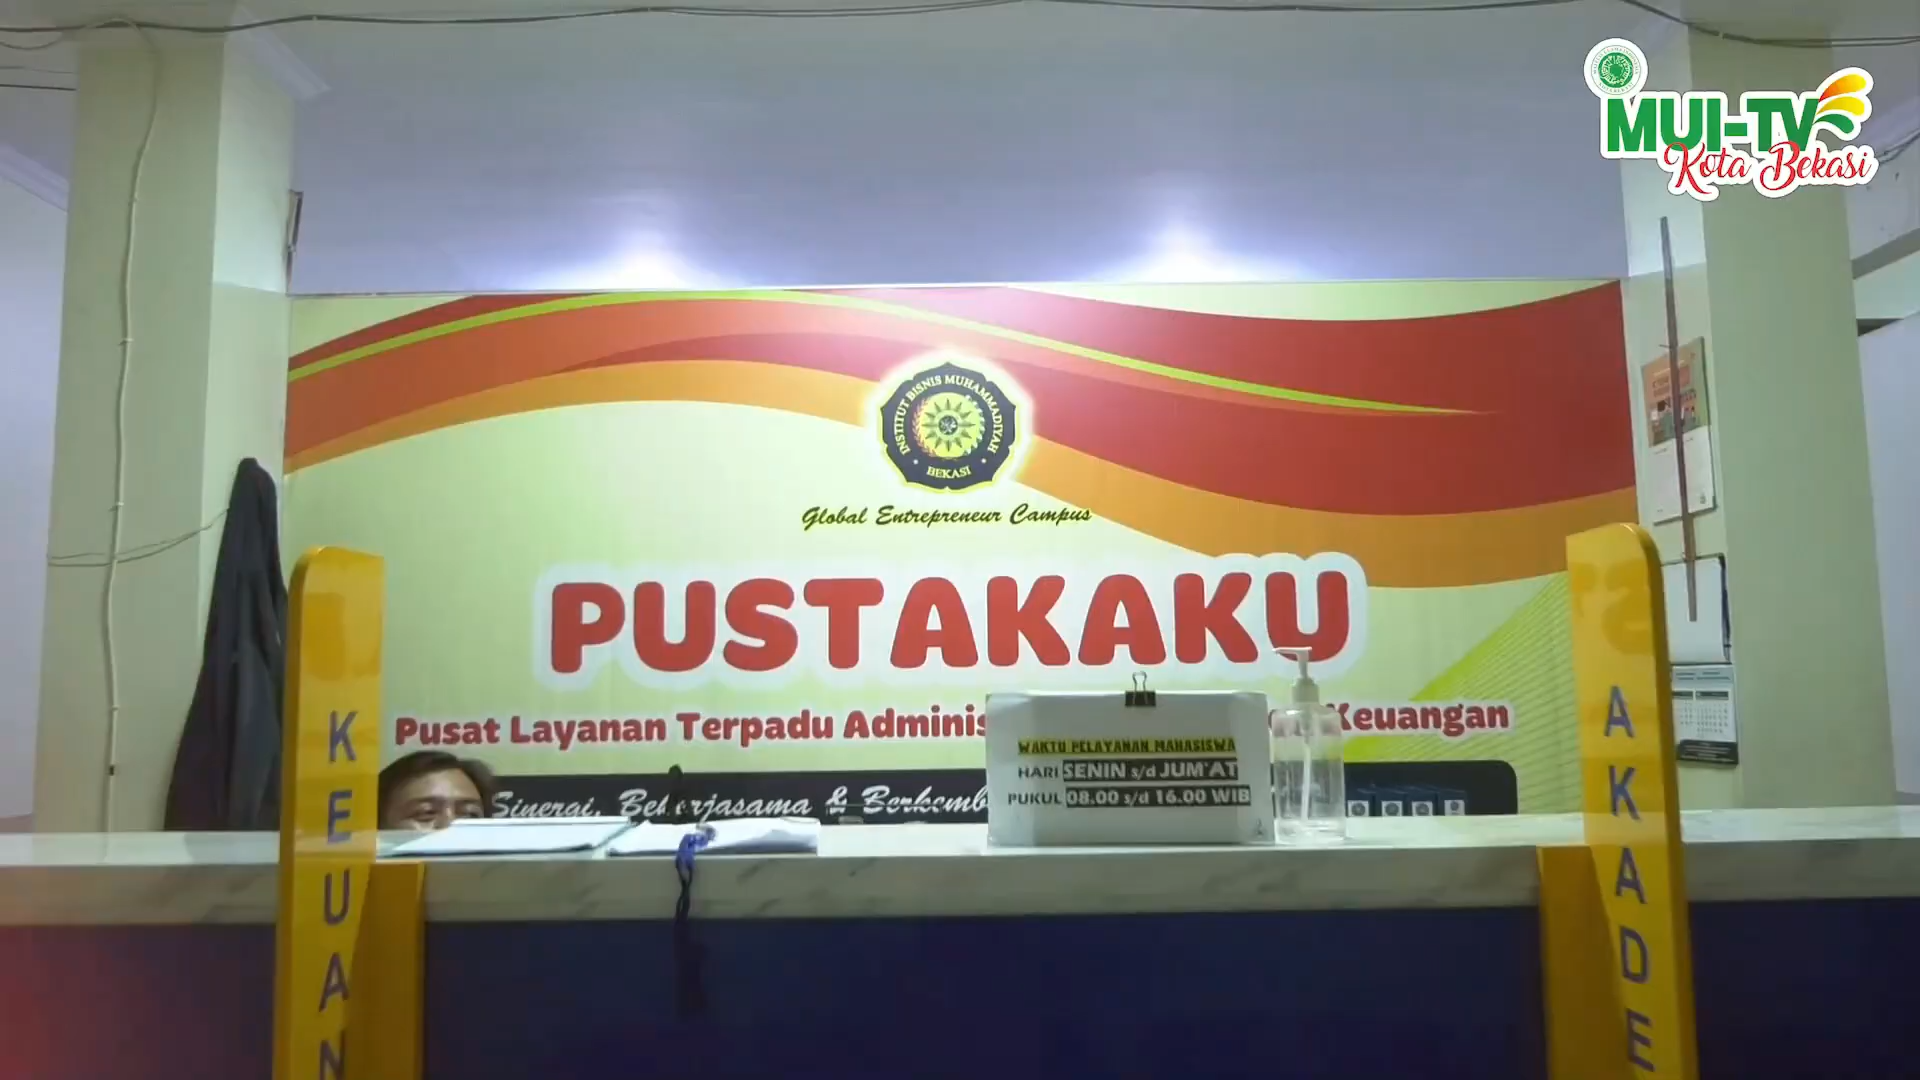 MUI-TV
Kota Bekasi
INSTITUT BISNIS MUHAMMADIYAH
BEKASI
Global Entrepreneur Campus
PUSTAKAKU
Pusat Layanan Terpadu Adminis
Keuangan
WAKTU PELAYANAN MAHASISWA
HARI SENIN s/d JUM'AT
PUKUL 08.00 s/d 16.00 WIB
Sinergi, Bekerjasama & Berkemb
KEUAN
AKADE